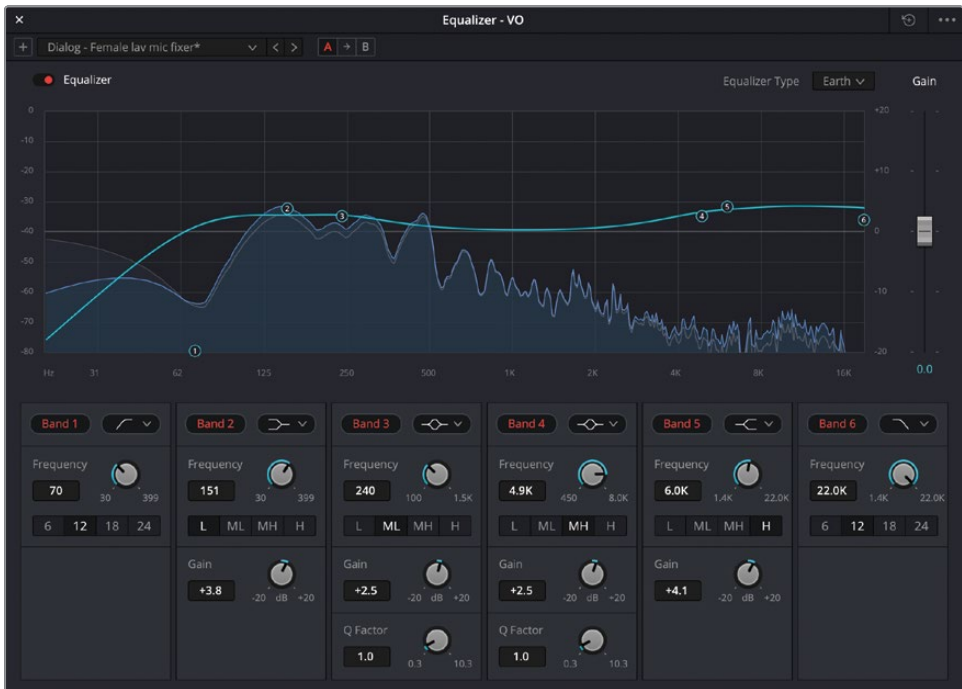 Equalizer - VO
Dialog - Female lav mic fixer*
A B
Equalizer
Equalizer Type Earth Gain
0 +20
-10
-20 +10
-30
-40 0
-50
-60 -10
-70
-80 -20
1 2 3 4 5 6
Hz 31 62 125 250 500 1K 2K 4K 8K 16K 0.0
Band 1 Band 2 Band 3 Band 4 Band 5 Band 6
Frequency Frequency Frequency Frequency Frequency Frequency
70 30 399 151 30 399 240 100 1.5K 4.9K 450 8.0K 6.0K 1.4K 22.0K 22.0K 1.4K 22.0K
6 12 18 24 L ML MH H L ML MH H L ML MH H L ML MH H 6 12 18 24
Gain Gain Gain Gain
+3.8 -20 dB +20 +2.5 -20 dB +20 +2.5 -20 dB +20 +4.1 -20 dB +20
Q Factor Q Factor
1.0 0.3 10.3 1.0 0.3 10.3